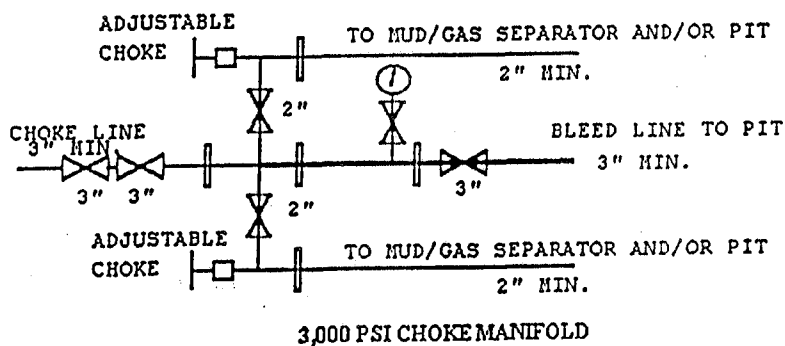 ADJUSTABLE
CHOKE
TO MUD/GAS SEPARATOR AND/OR PIT
2" MIN.
2"
CHOKE LINE
3" MIN.
BLEED LINE TO PIT
3" MIN.
3"
3"
3"
2"
ADJUSTABLE
CHOKE
TO MUD/GAS SEPARATOR AND/OR PIT
2" MIN.
3,000 PSI CHOKE MANIFOLD